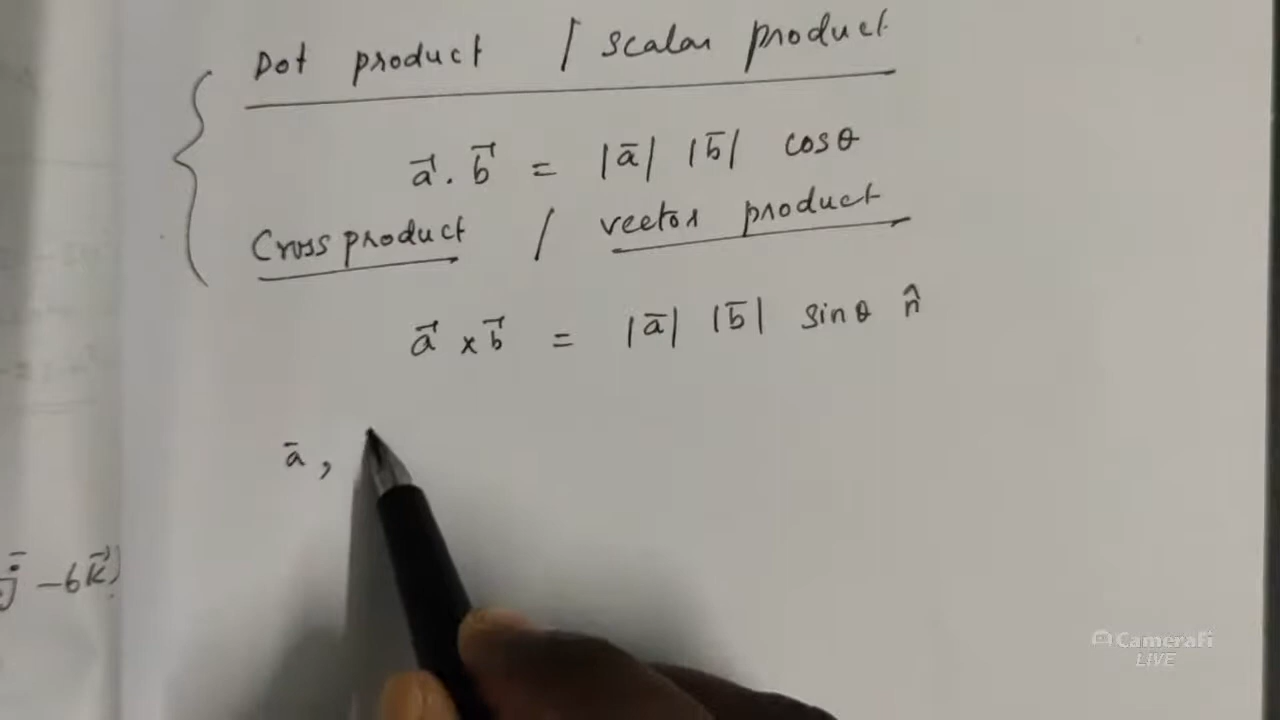 Dot product / scalar product
a⃗ . b⃗ = |a̅| |b̅| cosθ
Cross product / vector product
a⃗ × b⃗ = |a̅| |b̅| sinθ n̂
a̅ ,
j̅ - 6k⃗)
CameraFi
LIVE